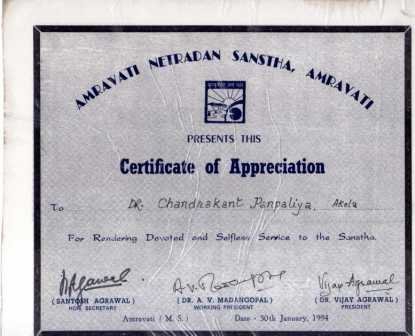 AMRAVATI NETRADAN SANSTHA, AMRAVATI
PRESENTS THIS
Certificate of Appreciation
To DR. Chandrakant Panpaliya, Akola
For Rendering Devoted and Selfless Service to the Sanstha.
(SANTOSH AGRAWAL) (DR. A. V. MADANGOPAL) (DR. VIJAY AGRAWAL)
HON. SECRETARY WORKING PRESIDENT PRESIDENT
Amravati (M. S.) Date - 30th January, 1994